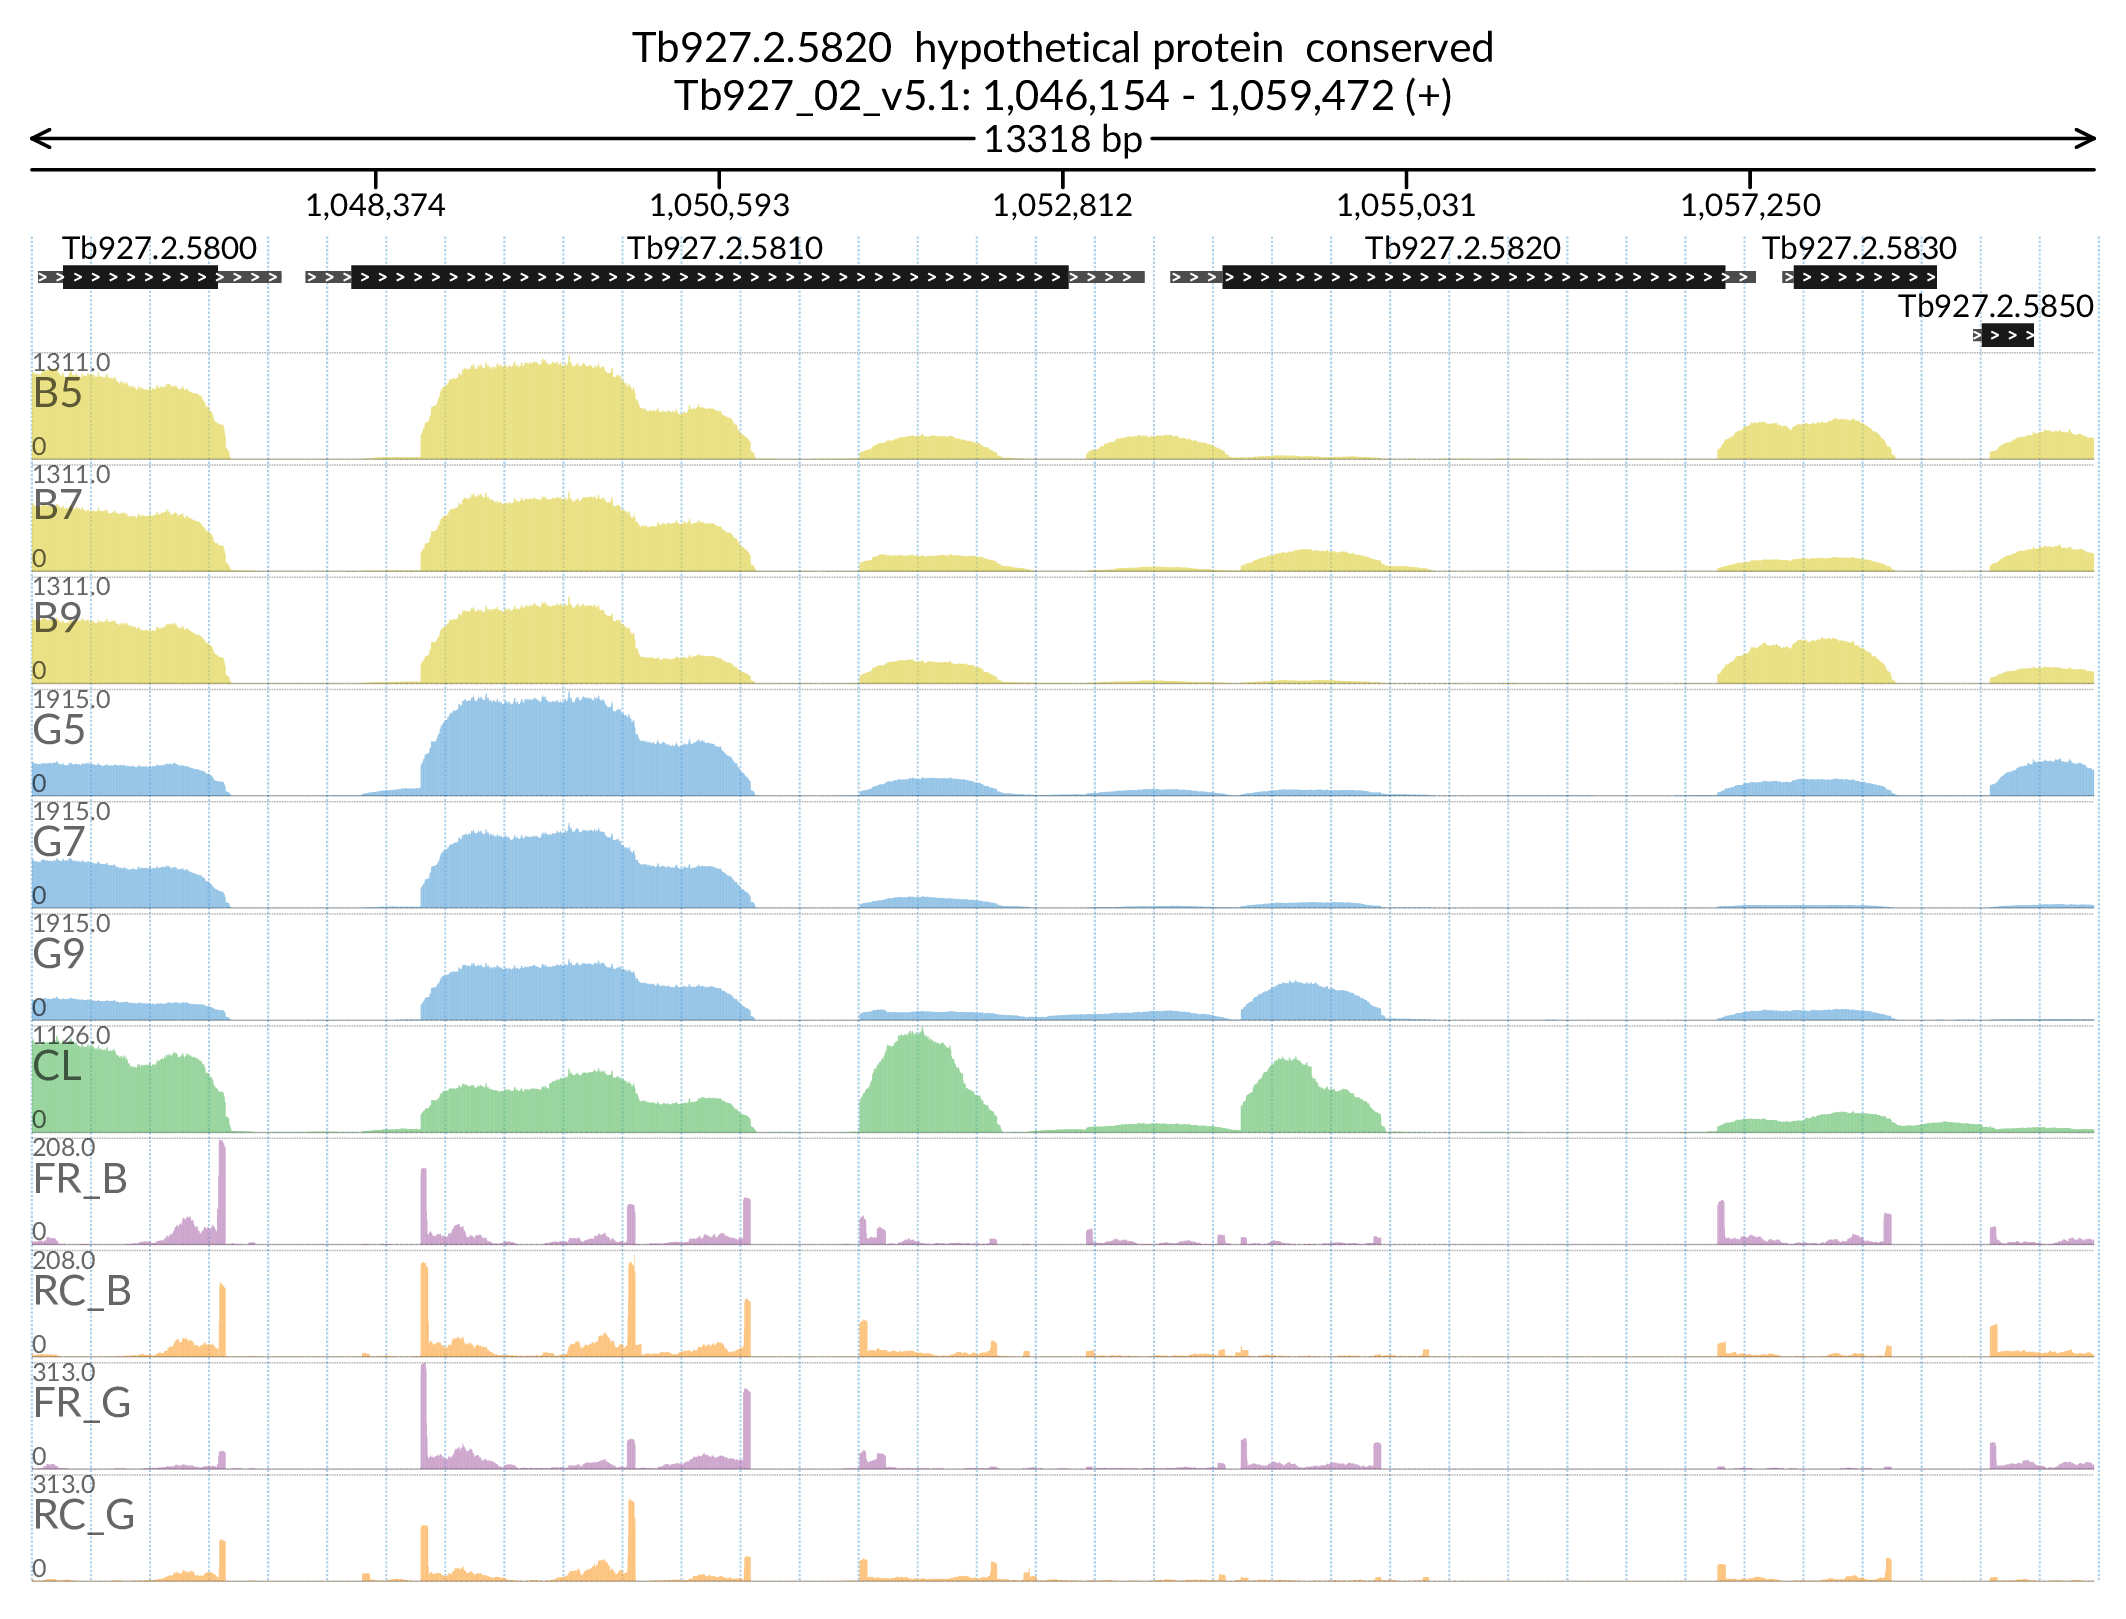 Tb927.2.5820  hypothetical protein  conserved
Tb927_02_v5.1: 1,046,154 - 1,059,472 (+)
13318 bp
1,048,374 1,050,593 1,052,812 1,055,031 1,057,250
Tb927.2.5800 Tb927.2.5810 Tb927.2.5820 Tb927.2.5830
Tb927.2.5850
1311.0
B5
0
1311.0
B7
0
1311.0
B9
0
1915.0
G5
0
1915.0
G7
0
1915.0
G9
0
1126.0
CL
0
208.0
FR_B
0
208.0
RC_B
0
313.0
FR_G
0
313.0
RC_G
0